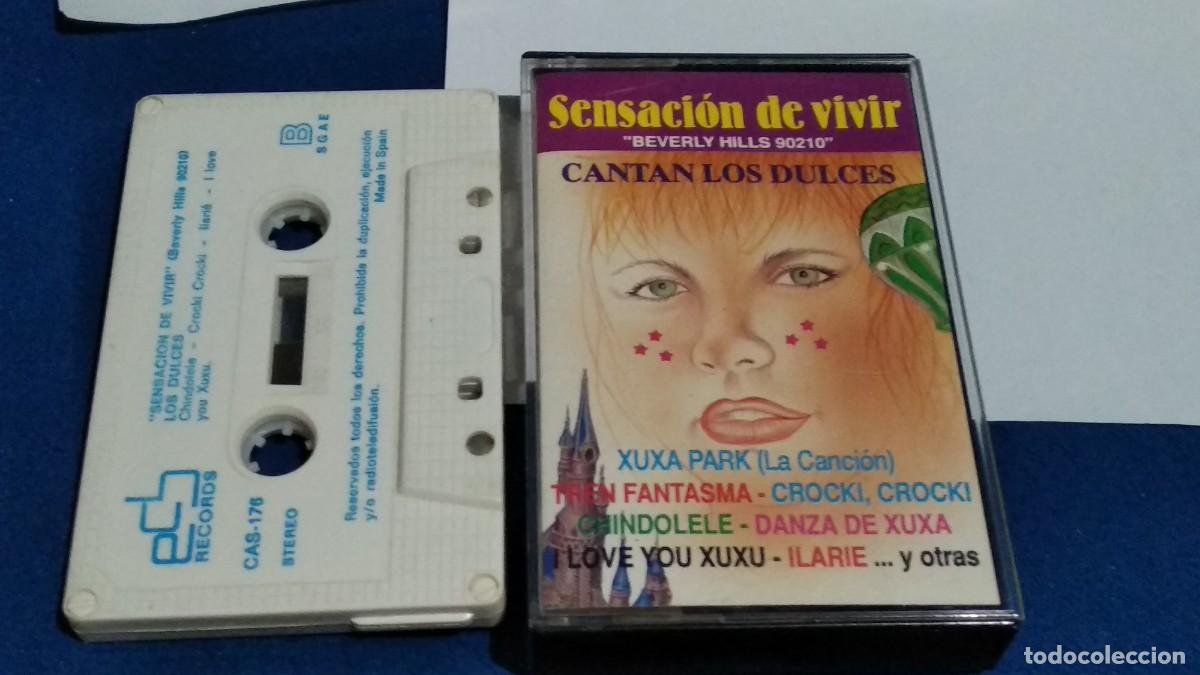 "SENSACION DE VIVIR" (Beverly Hills 90210)
LOS DULCES
Chindolele - Crocki Crocki - Ilarié - I love
you Xuxu.
B
SGAE
ecb
RECORDS
CAS-176
STEREO
Reservados todos los derechos. Prohibida la duplicación, ejecución
y/o radioteledifusión.
Made in Spain
Sensación de vivir
"BEVERLY HILLS 90210"
CANTAN LOS DULCES
XUXA PARK (La Canción)
TREN FANTASMA - CROCKI, CROCKI
CHINDOLELE - DANZA DE XUXA
I LOVE YOU XUXU - ILARIE ... y otras
todocoleccion